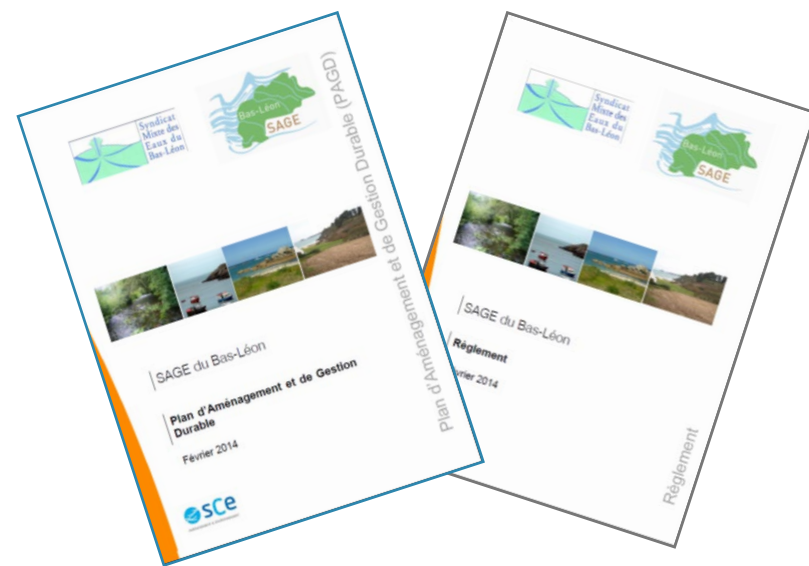 Syndicat
Mixte des
Eaux du
Bas-Léon
Bas-Léon
SAGE
Plan d'Aménagement et de Gestion Durable (PAGD)
SAGE du Bas-Léon
Plan d'Aménagement et de Gestion
Durable
Février 2014
sce
Syndicat
Mixte des
Eaux du
Bas-Léon
Bas-Léon
SAGE
SAGE du Bas-Léon
Règlement
vrier 2014
Règlement